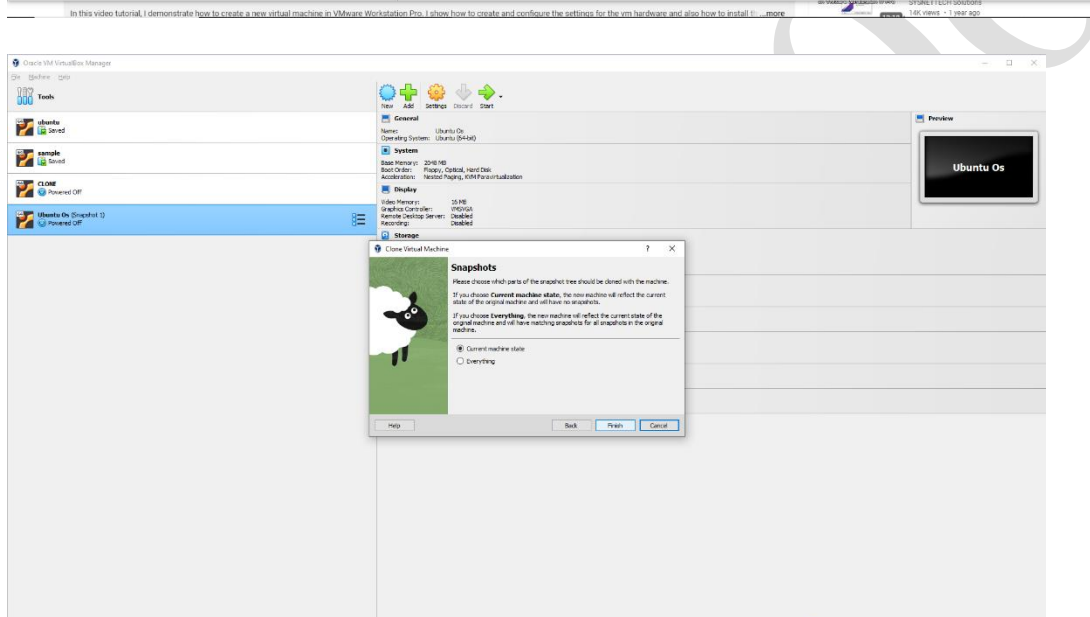 In this video tutorial, I demonstrate how to create a new virtual machine in VMware Workstation Pro. I show how to create and configure the settings for the vm hardware and also how to install t ...more
SYSNETTECH Solutions
14K views • 1 year ago
Oracle VM VirtualBox Manager
File Machine Help
Tools
New Add Settings Discard Start
ubuntu
Saved
sample
Saved
CLONE
Powered Off
Ubuntu Os (Snapshot 1)
Powered Off
General
Name: Ubuntu Os
Operating System: Ubuntu (64-bit)
System
Base Memory: 2048 MB
Boot Order: Floppy, Optical, Hard Disk
Acceleration: Nested Paging, KVM Paravirtualization
Display
Video Memory: 16 MB
Graphics Controller: VMSVGA
Remote Desktop Server: Disabled
Recording: Disabled
Storage
Preview
Ubuntu Os
Clone Virtual Machine
? X
Snapshots
Please choose which parts of the snapshot tree should be cloned with the machine.
If you choose Current machine state, the new machine will reflect the current
state of the original machine and will have no snapshots.
If you choose Everything, the new machine will reflect the current state of the
original machine and will have matching snapshots for all snapshots in the original
machine.
Current machine state
Everything
Help Back Finish Cancel